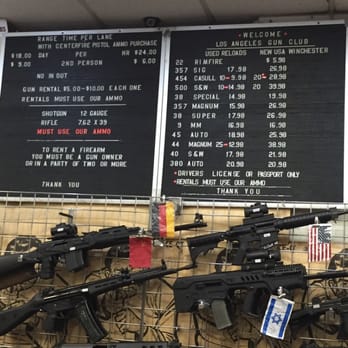 RANGE TIME PER LANE
WITH CENTERFIRE PISTOL AMMO PURCHASE
$18.00 DAY PER HR $24.00
$ 9.00 2ND PERSON $ 6.00
NO IN OUT
GUN RENTAL $5.00-$10.00 EACH ONE
RENTALS MUST USE OUR AMMO
SHOTGUN 12 GAUGE
RIFLE 7.62 X 39
MUST USE OUR AMMO
TO RENT A FIREARM
YOU MUST BE A GUN OWNER
OR IN A PARTY OF TWO OR MORE
THANK YOU
WELCOME
LOS ANGELES GUN CLUB
USED RELOADS NEW USA WINCHESTER
22 RIMFIRE 5.98
357 SIG 17.98 26.98
454 CASULL 10-9.98 20-20.98
500 S&W 10-14.98 20 39.98
38 SPECIAL 14.98 24.98
357 MAGNUM 15.98 26.98
38 SUPER 17.98 29.98
9 MM 16.98 19.98
45 AUTO 18.98 25.98
44 MAGNUM 25-12.98 39.98
40 S&W 17.98 21.98
380 AUTO 20.98 25.98
DRIVERS LICENSE OR PASSPORT ONLY
RENTALS MUST USE OUR AMMO
THANK YOU